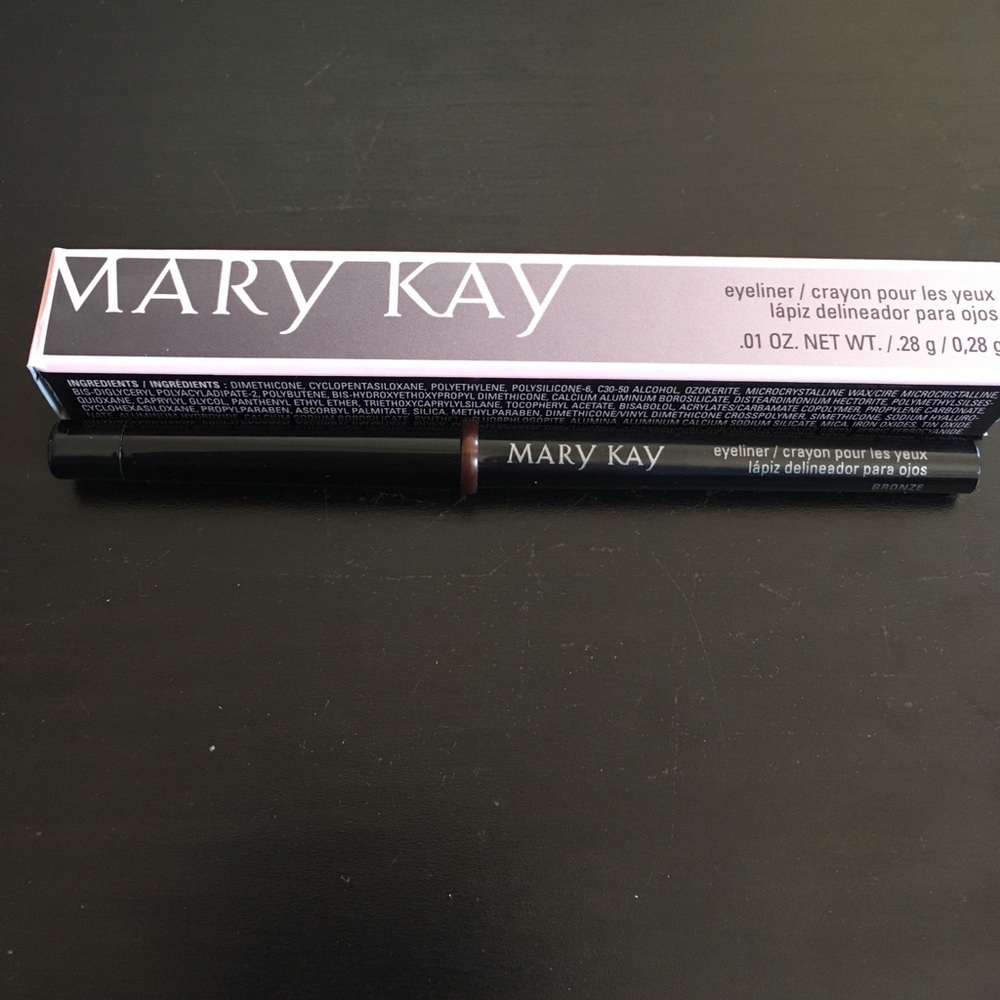 MARY KAY
eyeliner / crayon pour les yeux
lápiz delineador para ojos
.01 OZ. NET WT. / .28 g / 0,28 g
INGREDIENTS / INGRÉDIENTS : DIMETHICONE, CYCLOPENTASILOXANE, POLYETHYLENE, POLYSILICONE-6, C30-50 ALCOHOL, OZOKERITE, MICROCRYSTALLINE WAX/CIRE MICROCRISTALLINE
BIS-DIGLYCERYL POLYACYLADIPATE-2, POLYBUTENE, BIS-HYDROXYETHOXYPROPYL DIMETHICONE, CALCIUM ALUMINUM BOROSILICATE, DISTEARDIMONIUM HECTORITE, POLYMETHYLSILSES-
QUIOXANE, CAPRYLYL GLYCOL, PANTHENYL ETHYL ETHER, TRIETHOXYCAPRYLYLSILANE, TOCOPHERYL ACETATE, BISABOLOL, ACRYLATES/CARBAMATE COPOLYMER, PROPYLENE CARBONATE,
CYCLOHEXASILOXANE, PROPYLPARABEN, ASCORBYL PALMITATE, SILICA, METHYLPARABEN, DIMETHICONE/VINYL DIMETHICONE CROSSPOLYMER, SIMETHICONE, SODIUM
ALUMINA, ALUMINUM CALCIUM SODIUM SILICATE, MICA, IRON OXIDES, TIN OXIDE,
MARY KAY
eyeliner / crayon pour les yeux
lápiz delineador para ojos
BRONZE